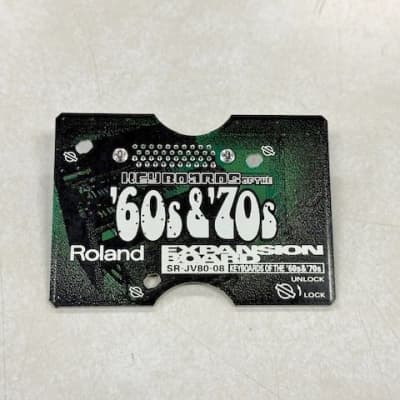 KEYBOARDS OF THE
'60s & '70s
Roland
EXPANSION
BOARD
SR-JV80-08
KEYBOARDS OF THE '60s & '70s
UNLOCK
LOCK